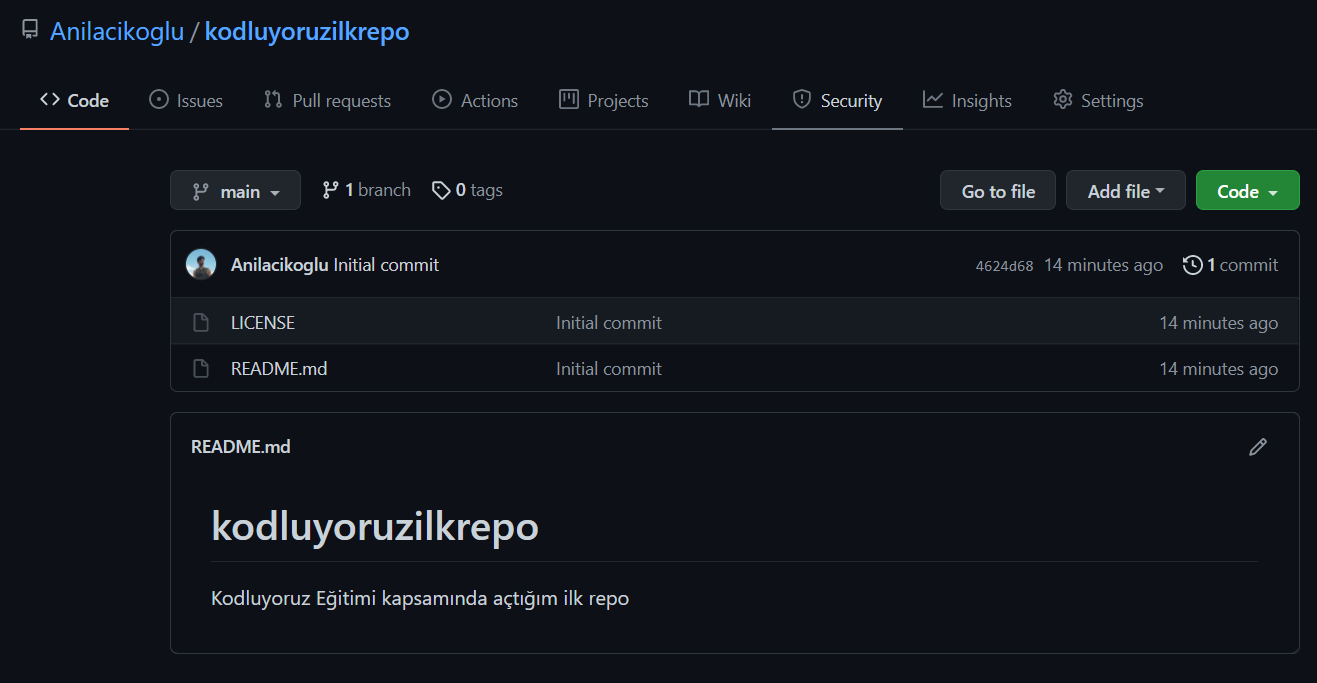 Anilacikoglu / kodluyoruzilkrepo
Code Issues Pull requests Actions Projects Wiki Security Insights Settings
main 1 branch 0 tags Go to file Add file Code
Anilacikoglu Initial commit 4624d68 14 minutes ago 1 commit
LICENSE Initial commit 14 minutes ago
README.md Initial commit 14 minutes ago
README.md
kodluyoruzilkrepo
Kodluyoruz Eğitimi kapsamında açtığım ilk repo